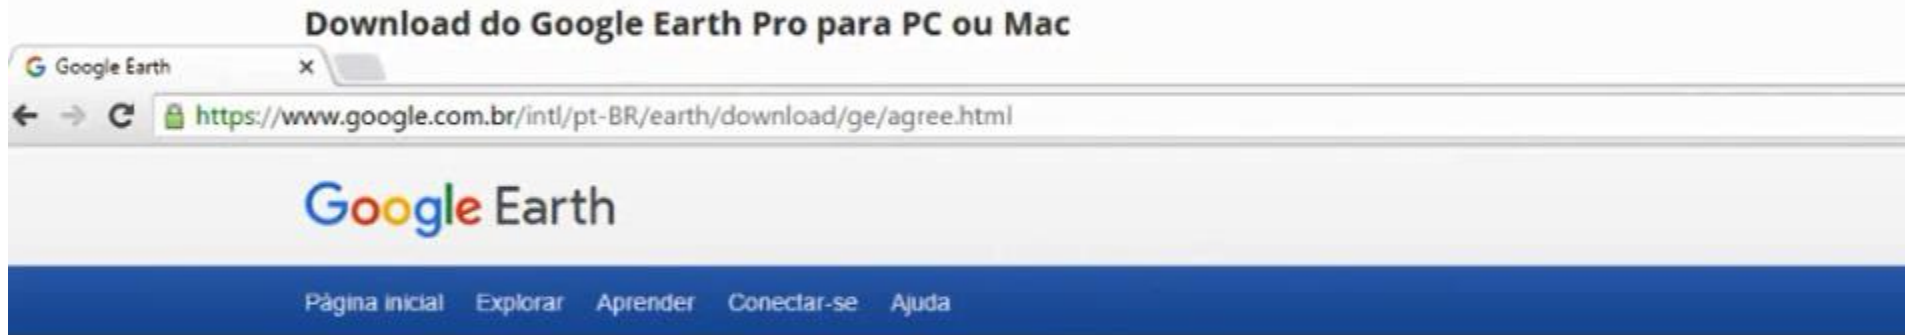 Download do Google Earth Pro para PC ou Mac
Google Earth
https://www.google.com.br/intl/pt-BR/earth/download/ge/agree.html
Google Earth
Página inicial Explorar Aprender Conectar-se Ajuda